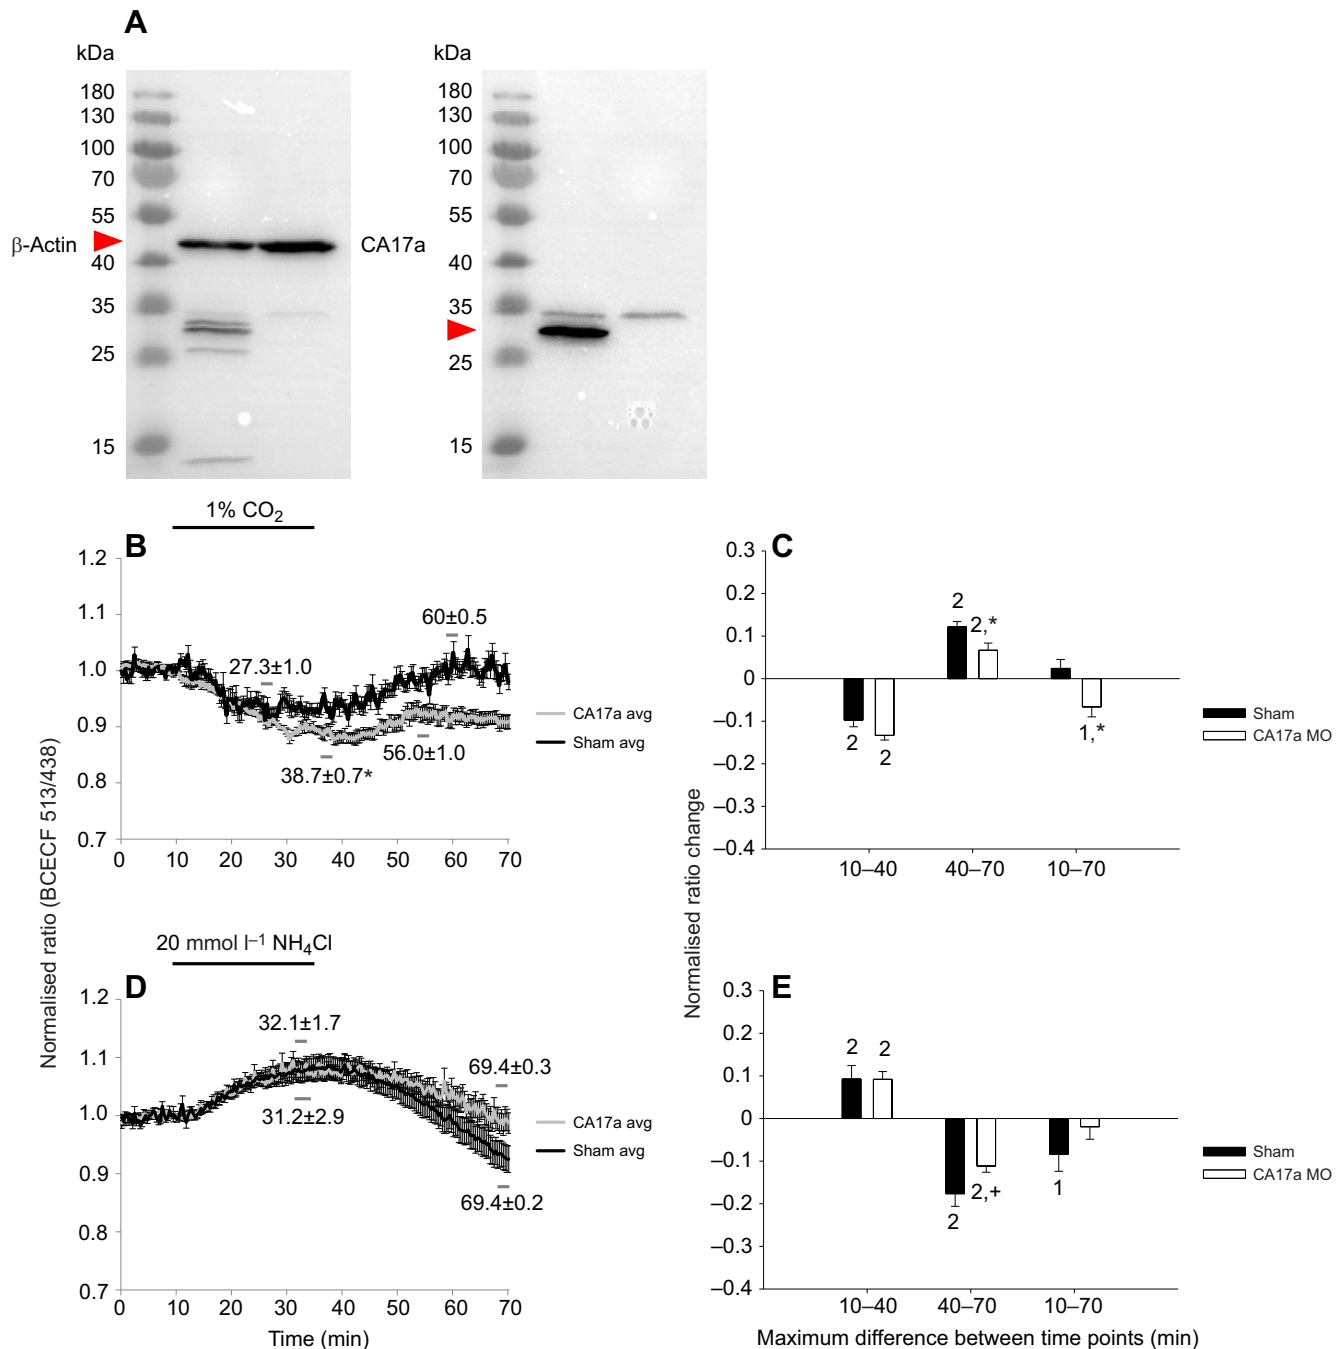 A
kDa
180
130
100
70
55
β-Actin
40
35
25
15
kDa
180
130
100
70
55
CA17a
40
35
25
15
1% CO2
B
Normalised ratio (BCECF 513/438)
1.2
1.1
1.0
0.9
0.8
0.7
27.3±1.0
60±0.5
38.7±0.7*
56.0±1.0
CA17a avg
Sham avg
0 10 20 30 40 50 60 70
C
Normalised ratio change
0.3
0.2
0.1
0
–0.1
–0.2
–0.3
–0.4
2
2
2
2,*
1,*
Sham
CA17a MO
10–40 40–70 10–70
20 mmol l–1 NH4Cl
D
1.2
1.1
1.0
0.9
0.8
0.7
32.1±1.7
31.2±2.9
69.4±0.3
69.4±0.2
CA17a avg
Sham avg
0 10 20 30 40 50 60 70
Time (min)
E
0.3
0.2
0.1
0
–0.1
–0.2
–0.3
–0.4
2 2
2
2,+
1
Sham
CA17a MO
10–40 40–70 10–70
Maximum difference between time points (min)